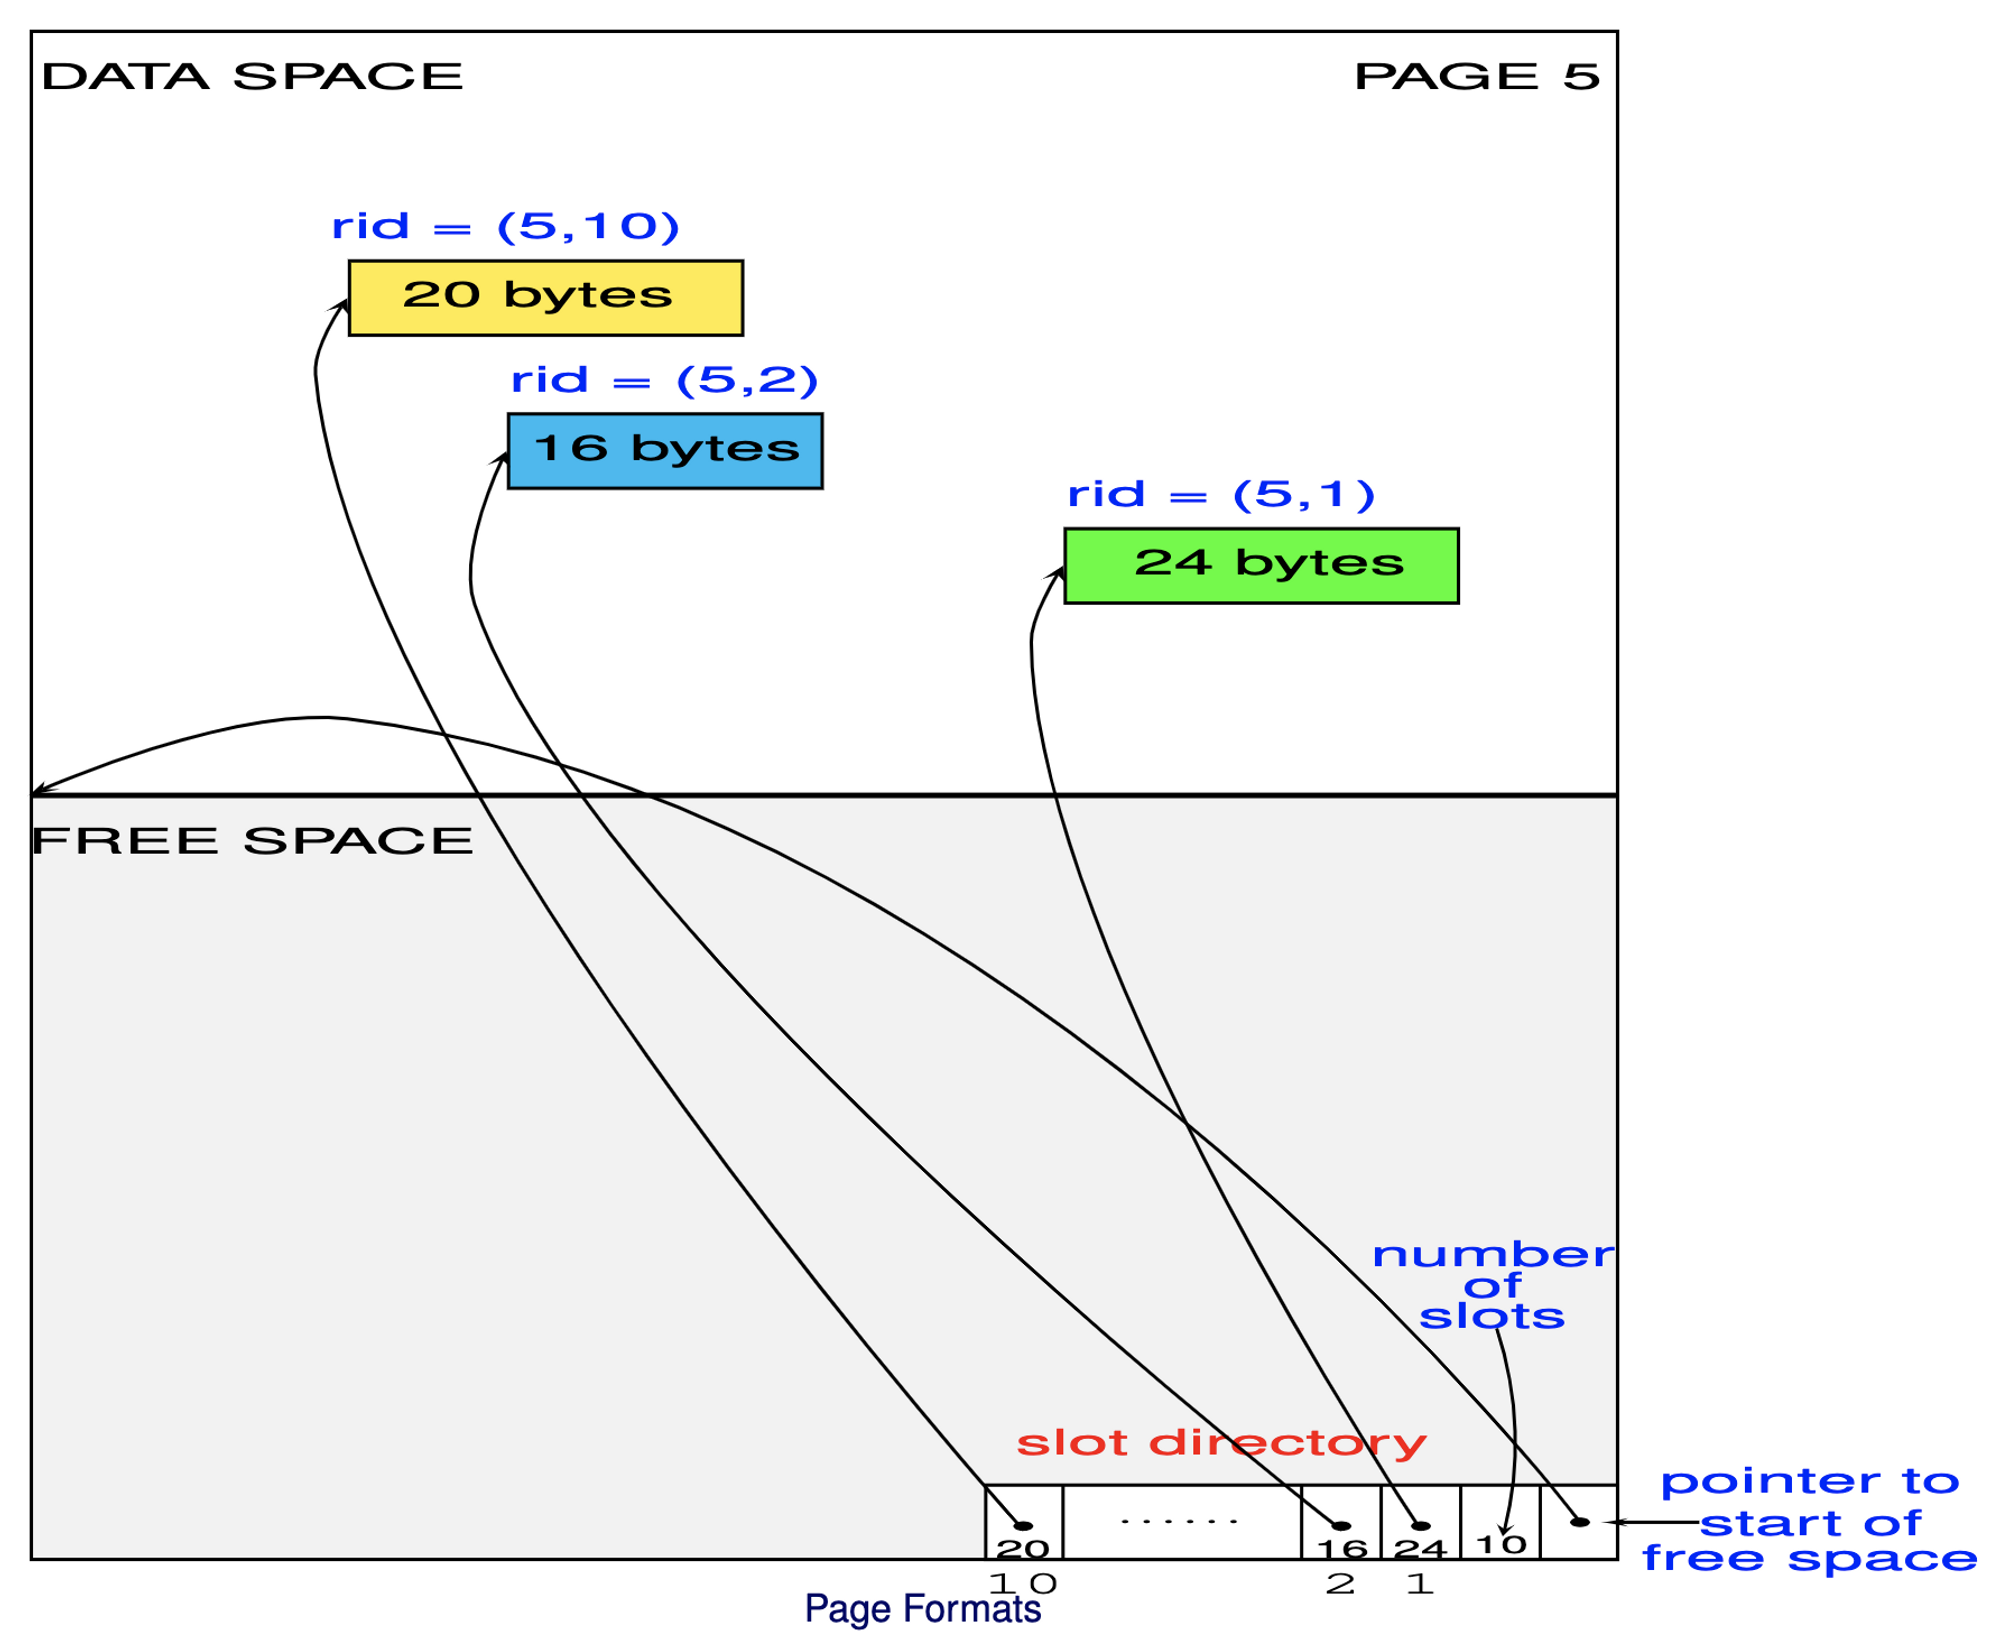 DATA SPACE
PAGE 5
rid = (5,10)
20 bytes
rid = (5,2)
16 bytes
rid = (5,1)
24 bytes
FREE SPACE
number
of
slots
slot directory
pointer to
start of
free space
20
......
16
24
10
10
2
1
Page Formats